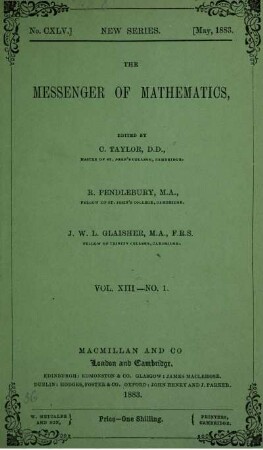 No. CXLV.] NEW SERIES. [May, 1883.
THE
MESSENGER OF MATHEMATICS,
EDITED BY
C. TAYLOR, D.D.,
MASTER OF ST. JOHN'S COLLEGE, CAMBRIDGE;
R. PENDLEBURY, M.A.,
FELLOW OF ST. JOHN'S COLLEGE, CAMBRIDGE;
J. W. L. GLAISHER, M.A., F.R.S.
FELLOW OF TRINITY COLLEGE, CAMBRIDGE.
VOL. XIII.—NO. 1.
MACMILLAN AND CO
London and Cambridge.
EDINBURGH: EDMONSTON & CO. GLASGOW: JAMES MACLEHOSE.
DUBLIN: HODGES, FOSTER & CO. OXFORD: JOHN HENRY AND J. PARKER.
1883.
W. METCALFE AND SON, Price—One Shilling. PRINTERS, CAMBRIDGE.